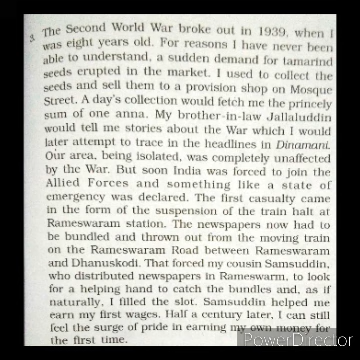 3. The Second World War broke out in 1939, when I
was eight years old. For reasons I have never been
able to understand, a sudden demand for tamarind
seeds erupted in the market. I used to collect the
seeds and sell them to a provision shop on Mosque
Street. A day's collection would fetch me the princely
sum of one anna. My brother-in-law Jallaluddin
would tell me stories about the War which I would
later attempt to trace in the headlines in Dinamani.
Our area, being isolated, was completely unaffected
by the War. But soon India was forced to join the
Allied Forces and something like a state of
emergency was declared. The first casualty came
in the form of the suspension of the train halt at
Rameswaram station. The newspapers now had to
be bundled and thrown out from the moving train
on the Rameswaram Road between Rameswaram
and Dhanuskodi. That forced my cousin Samsuddin,
who distributed newspapers in Rameswarm, to look
for a helping hand to catch the bundles and, as if
naturally, I filled the slot. Samsuddin helped me
earn my first wages. Half a century later, I can still
feel the surge of pride in earning my own money for
the first time.
PowerDirector